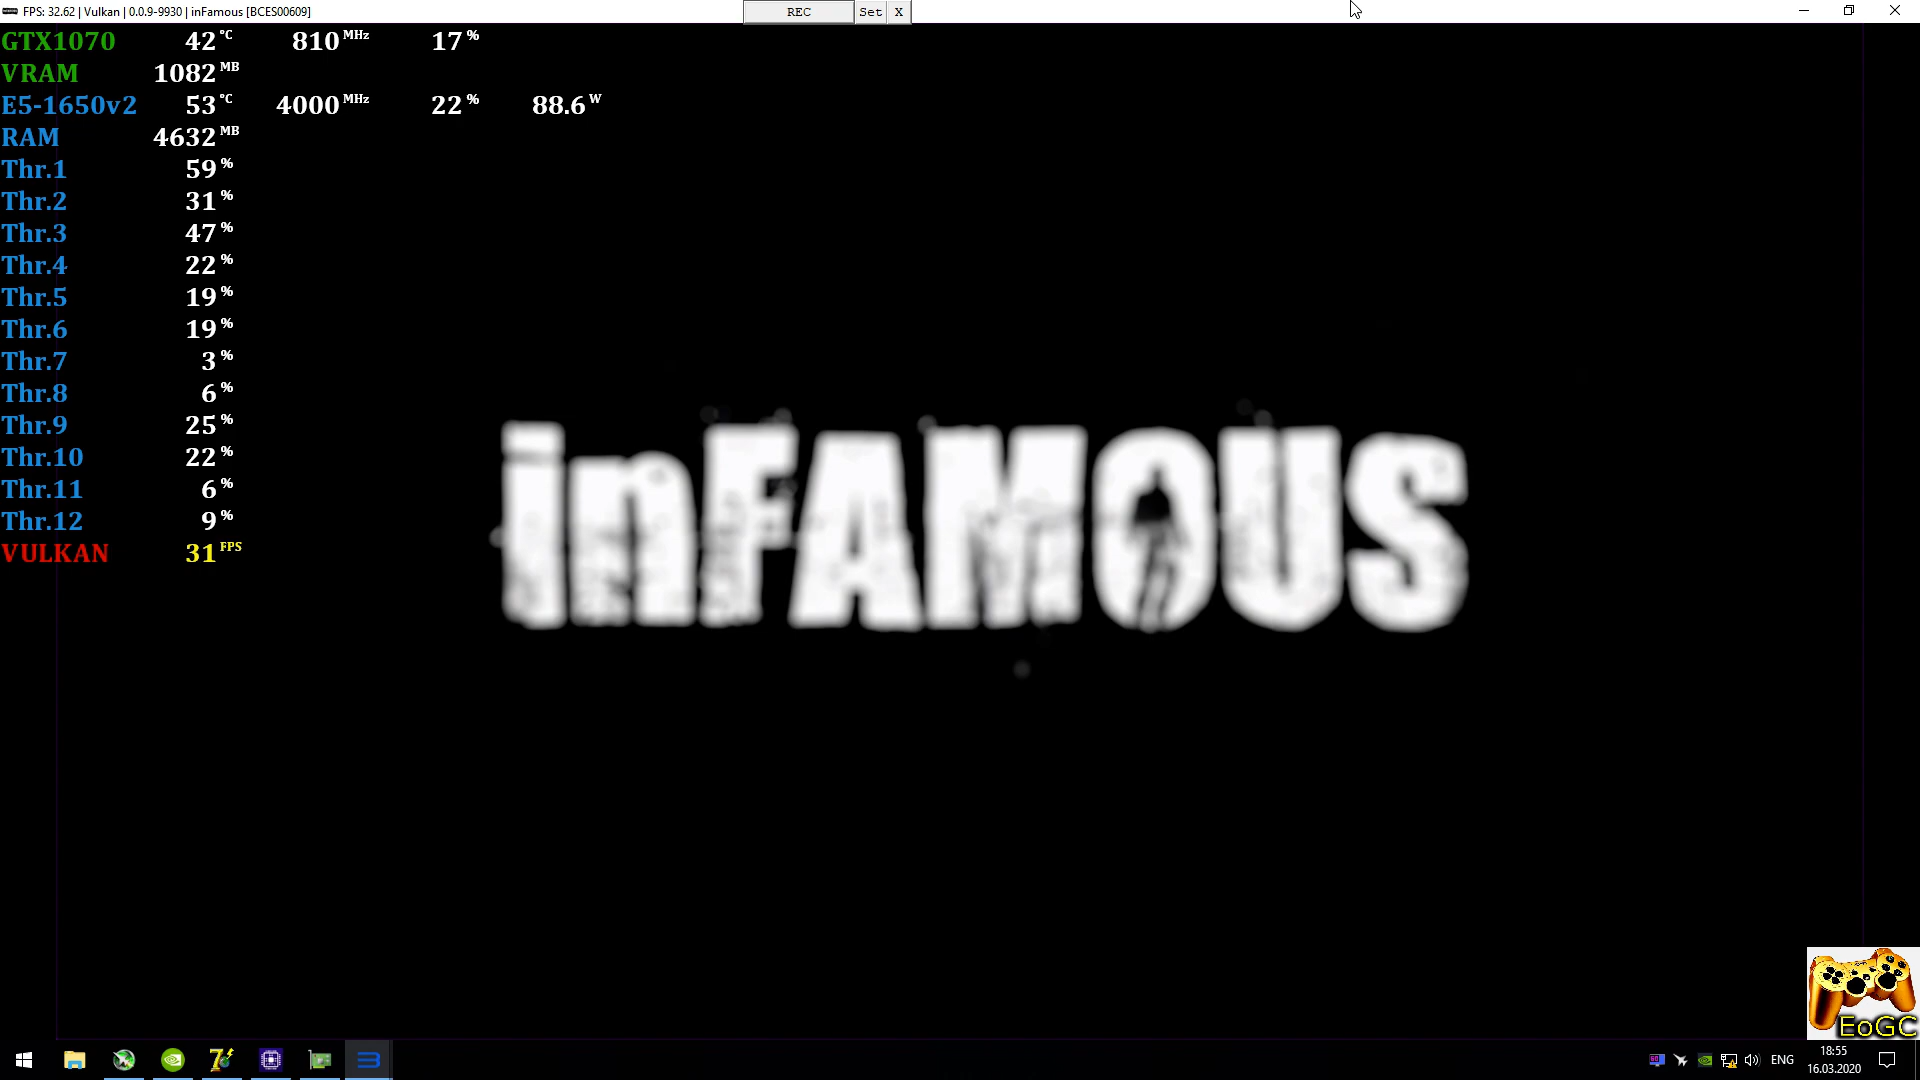 FPS: 32.62 | Vulkan | 0.0.9-9930 | inFamous [BCES00609]
REC Set X
GTX1070 42 °C 810 MHz 17 %
VRAM 1082 MB
E5-1650v2 53 °C 4000 MHz 22 % 88.6 W
RAM 4632 MB
Thr.1 59 %
Thr.2 31 %
Thr.3 47 %
Thr.4 22 %
Thr.5 19 %
Thr.6 19 %
Thr.7 3 %
Thr.8 6 %
Thr.9 25 %
Thr.10 22 %
Thr.11 6 %
Thr.12 9 %
VULKAN 31 FPS
inFAMOUS
EoGC
ENG
18:55
16.03.2020